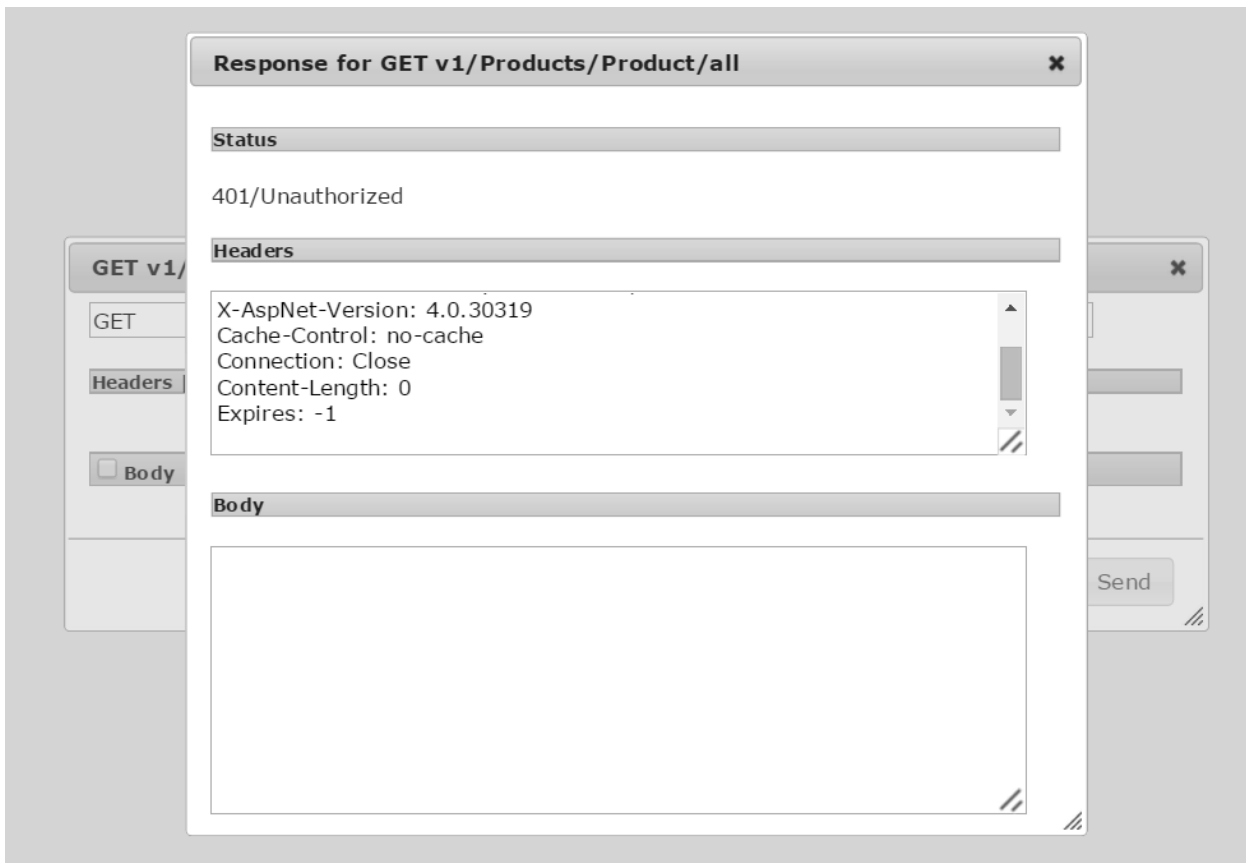 Response for GET v1/Products/Product/all
Status
401/Unauthorized
Headers
X-AspNet-Version: 4.0.30319
Cache-Control: no-cache
Connection: Close
Content-Length: 0
Expires: -1
Body
GET v1/
GET
Headers
Body
Send